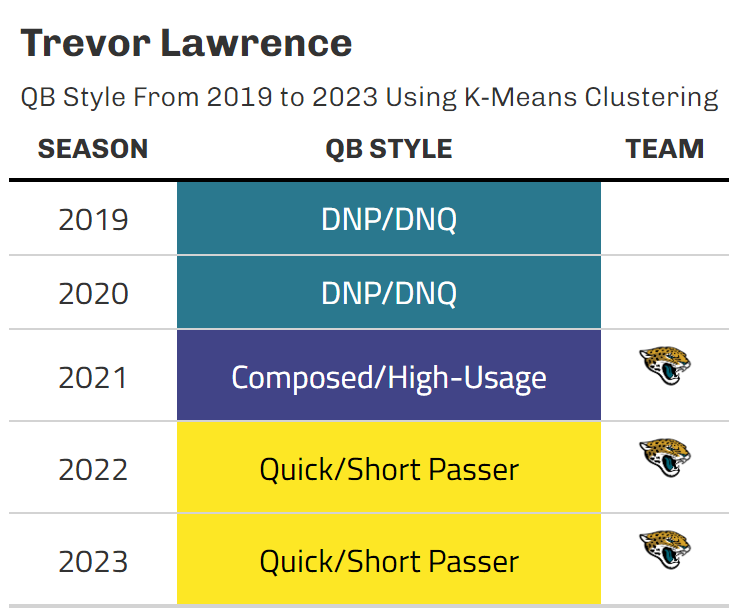 Trevor Lawrence
QB Style From 2019 to 2023 Using K-Means Clustering
SEASON QB STYLE TEAM
2019 DNP/DNQ
2020 DNP/DNQ
2021 Composed/High-Usage
2022 Quick/Short Passer
2023 Quick/Short Passer